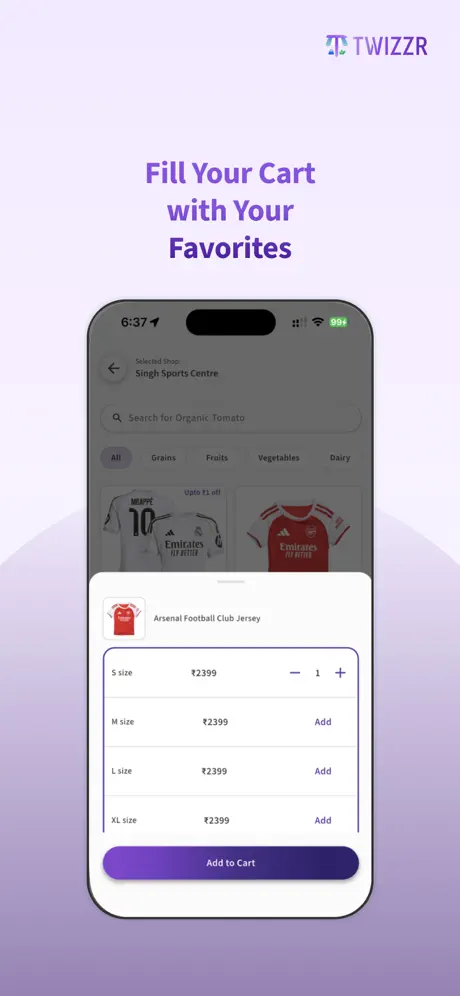 TWIZZR
Fill Your Cart
with Your
Favorites
6:37
99+
Selected Shop
Singh Sports Centre
Search for Organic Tomato
All
Grains
Fruits
Vegetables
Dairy
Upto ₹1 off
MBAPPÉ
10
Emirates
FLY BETTER
Emirates
FLY BETTER
Arsenal Football Club Jersey
S size ₹2399 1
M size ₹2399 Add
L size ₹2399 Add
XL size ₹2399 Add
Add to Cart